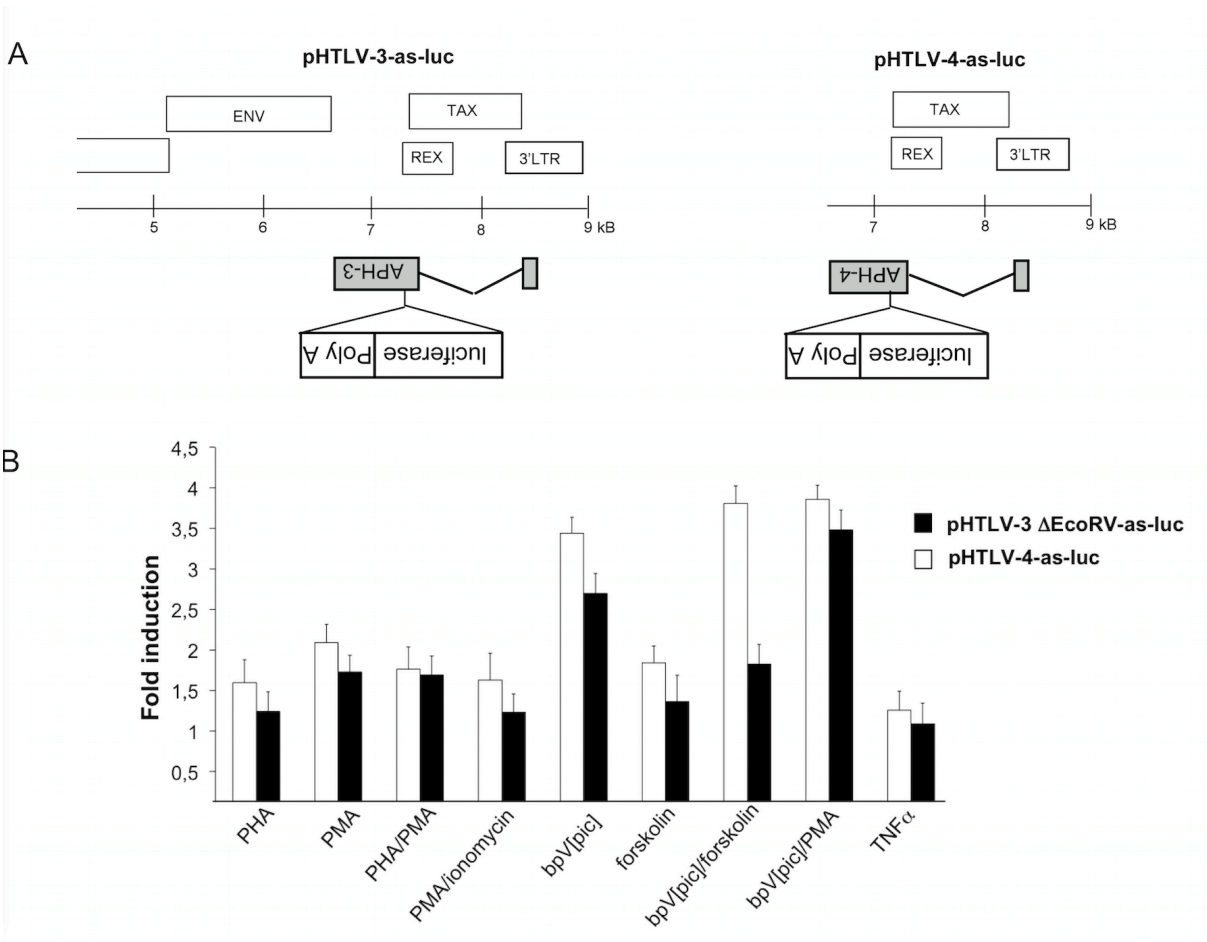 A
pHTLV-3-as-luc
pHTLV-4-as-luc
ENV
TAX
REX
3'LTR
5
6
7
8
9 kB
APH-3
Poly A
luciferase
TAX
REX
3'LTR
7
8
9 kB
APH-4
Poly A
luciferase
B
Fold induction
4,5
4
3,5
3
2,5
2
1,5
1
0,5
pHTLV-3 ΔEcoRV-as-luc
pHTLV-4-as-luc
PHA
PMA
PHA/PMA
PMA/ionomycin
bpV[pic]
forskolin
bpV[pic]/forskolin
bpV[pic]/PMA
TNFα